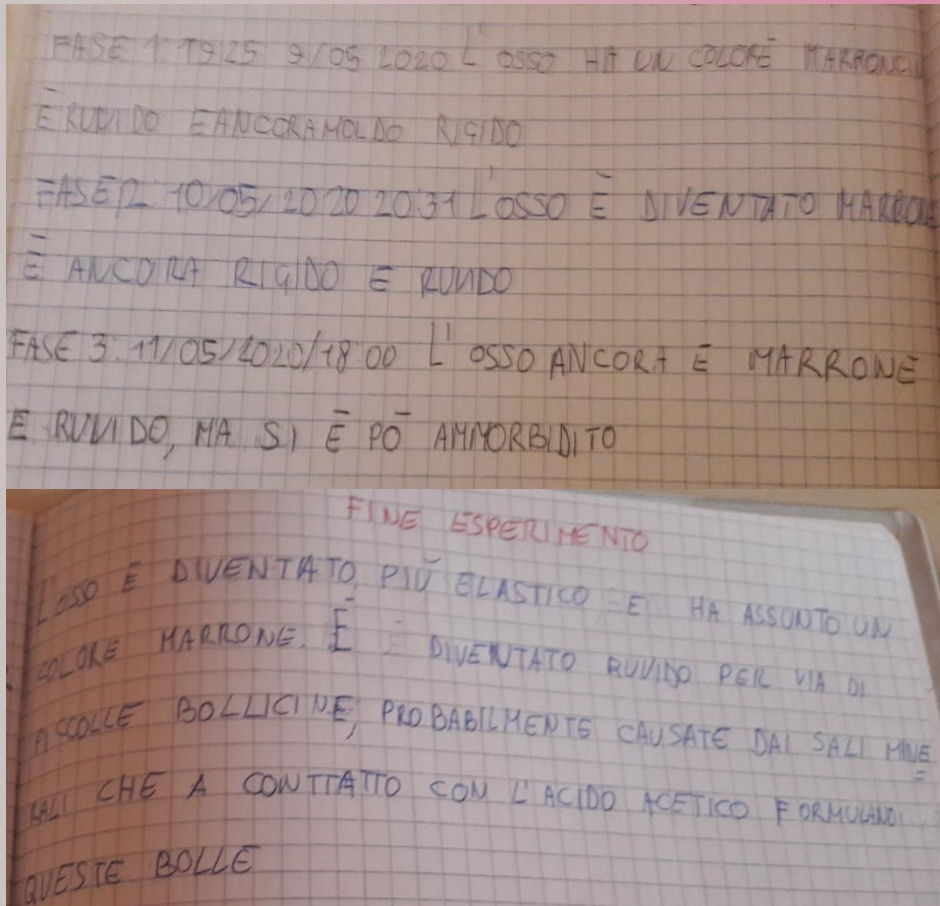 FASE 1: 19:25 9/05 2020 L'OSSO HA UN COLORE MARRONCI
È RUVIDO E ANCORA MOLDO RIGIDO
FASE 2 10/05/2020 20:31 L'OSSO È DIVENTATO MARRONE
È ANCORA RIGIDO E RUVIDO
FASE 3: 11/05/2020/18:00 L'OSSO ANCORA E MARRONE
E RUVIDO, MA SI È PÒ AMMORBIDITO
FINE ESPERIMENTO
L'OSSO È DIVENTATO PIÙ ELASTICO E HA ASSUNTO UN
COLORE MARRONE. È DIVENTATO RUVIDO PER VIA DI
PISCOLLE BOLLICINE, PROBABILMENTE CAUSATE DAI SALI MINE=
RALI CHE A CONTTATTO CON L'ACIDO ACETICO FORMULANO
QUESTE BOLLE